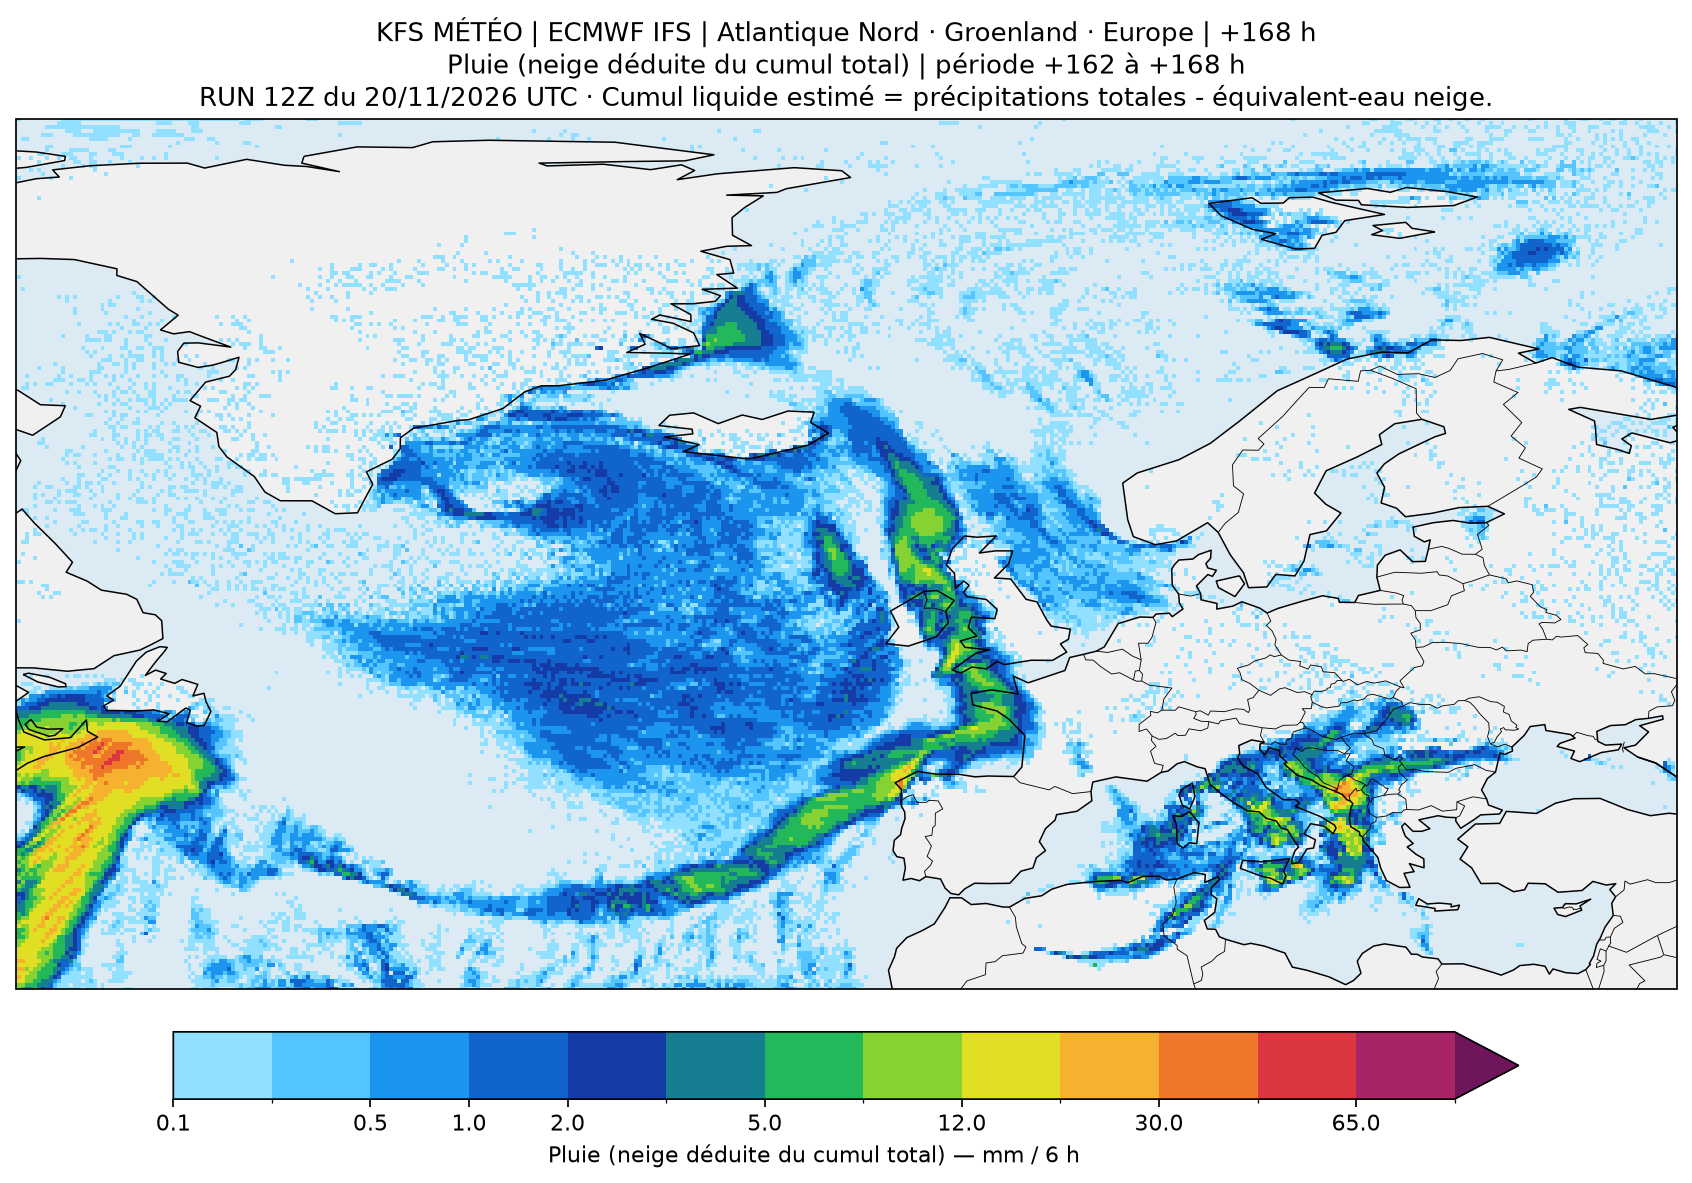 KFS MÉTÉO | ECMWF IFS | Atlantique Nord · Groenland · Europe | +168 h
Pluie (neige déduite du cumul total) | période +162 à +168 h
RUN 12Z du 20/11/2026 UTC · Cumul liquide estimé = précipitations totales - équivalent-eau neige.
0.1 0.5 1.0 2.0 5.0 12.0 30.0 65.0
Pluie (neige déduite du cumul total) — mm / 6 h